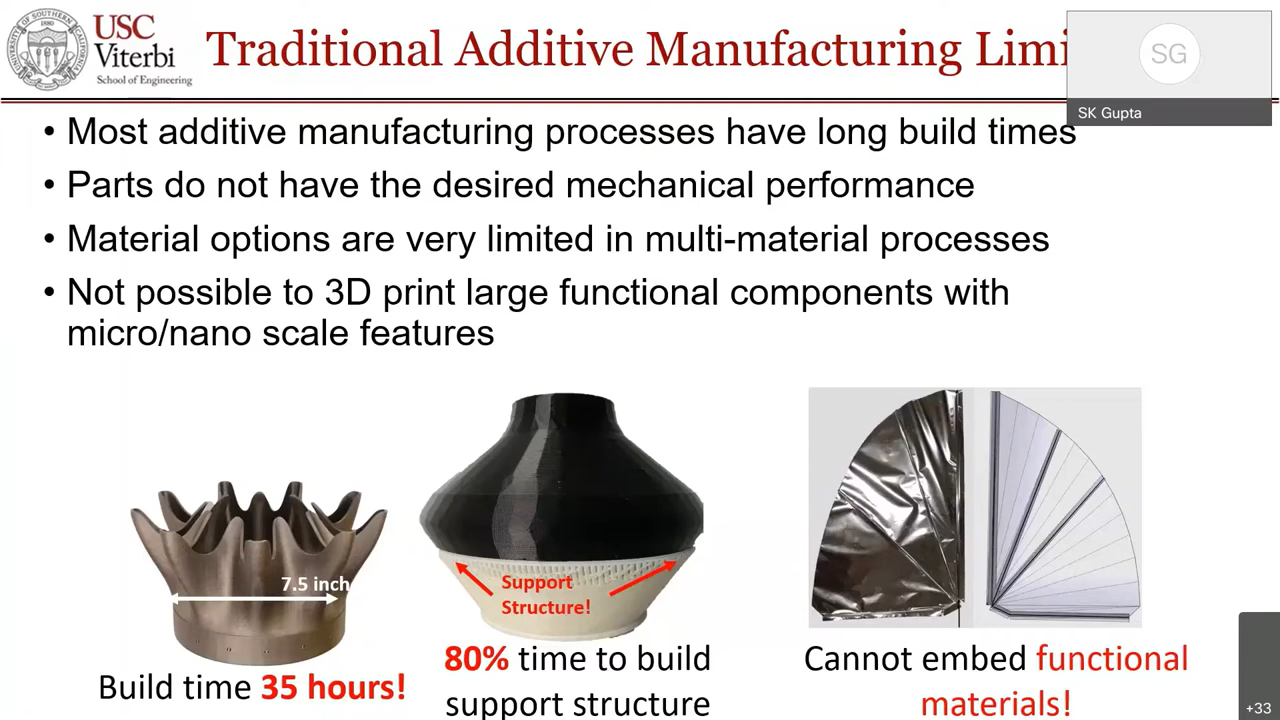 USC
Viterbi
School of Engineering
Traditional Additive Manufacturing Limi
SG
SK Gupta
• Most additive manufacturing processes have long build times
• Parts do not have the desired mechanical performance
• Material options are very limited in multi-material processes
• Not possible to 3D print large functional components with
micro/nano scale features
7.5 inch
Support
Structure!
Build time 35 hours!
80% time to build
support structure
Cannot embed functional
materials!
+33